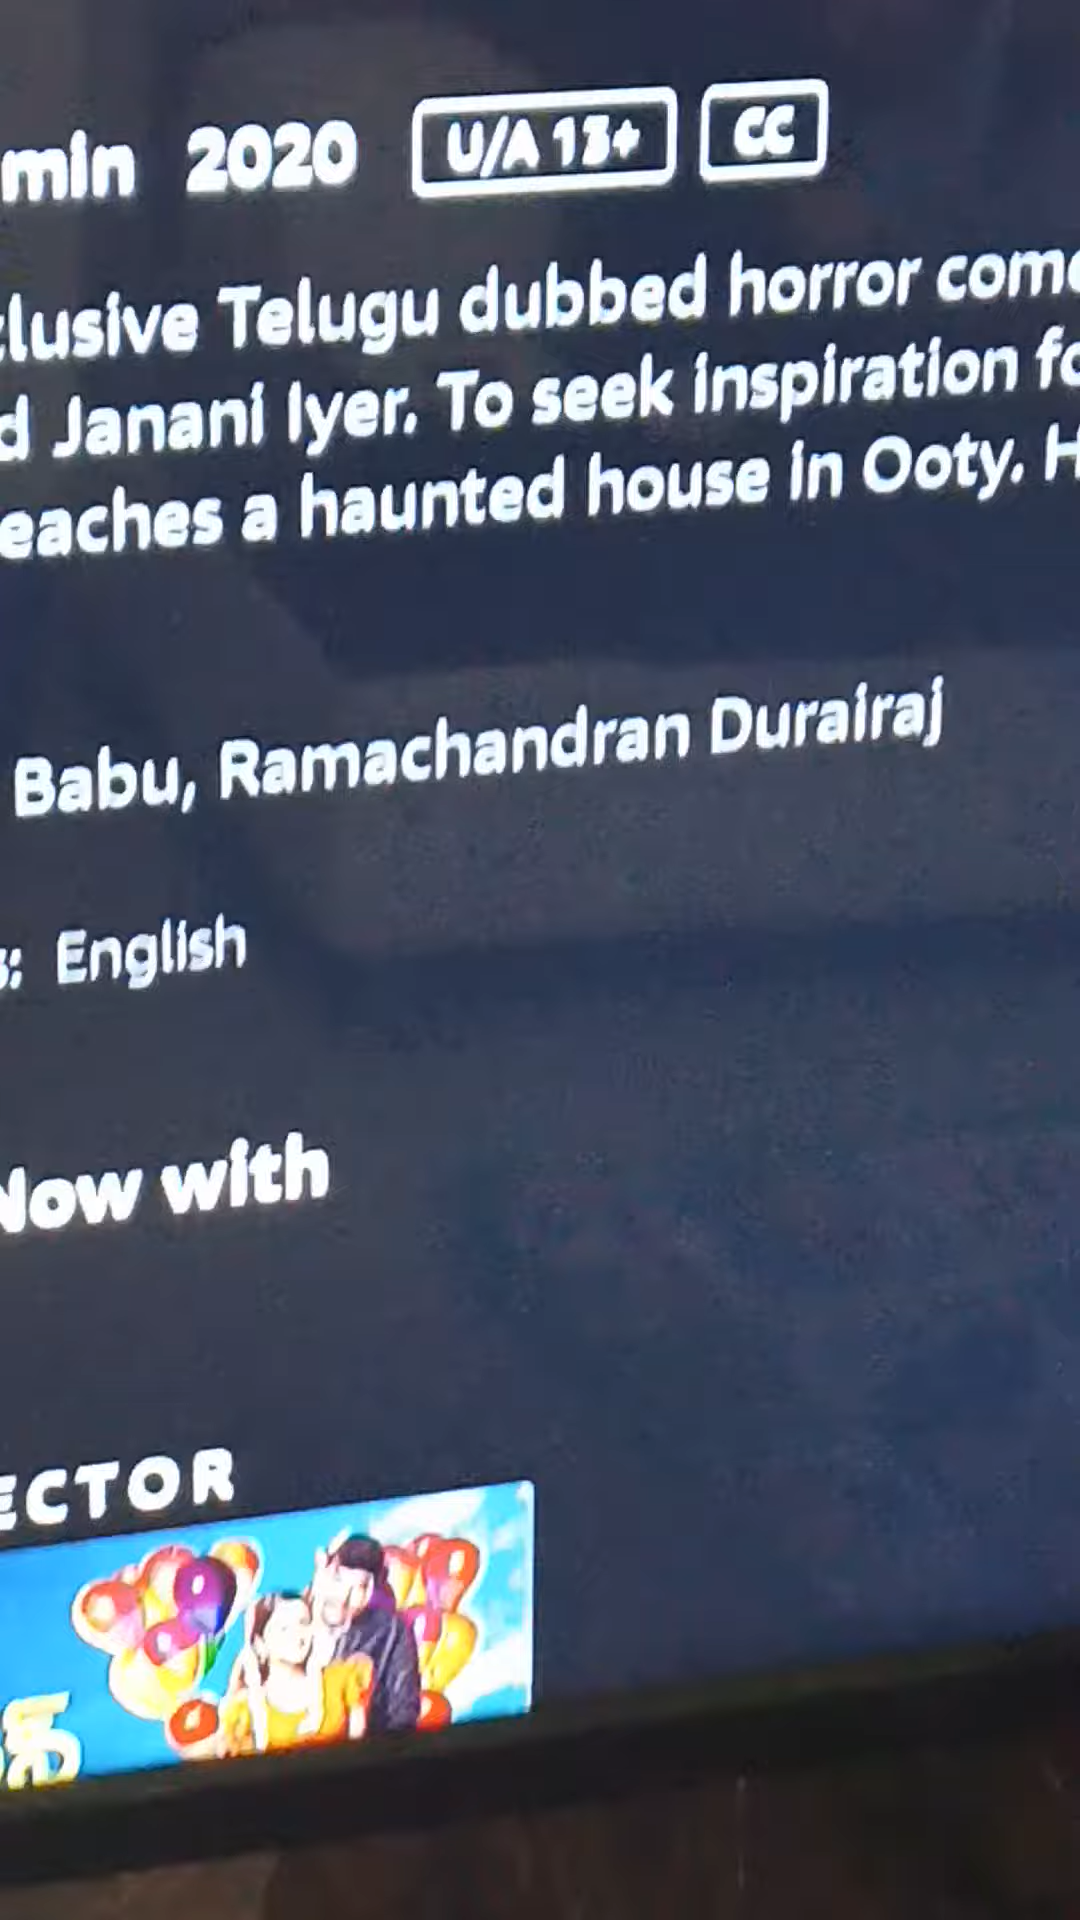 min 2020 U/A 13+ CC
clusive Telugu dubbed horror come
d Janani Iyer. To seek inspiration fo
eaches a haunted house in Ooty. H
Babu, Ramachandran Durairaj
s: English
Now with
ECTOR